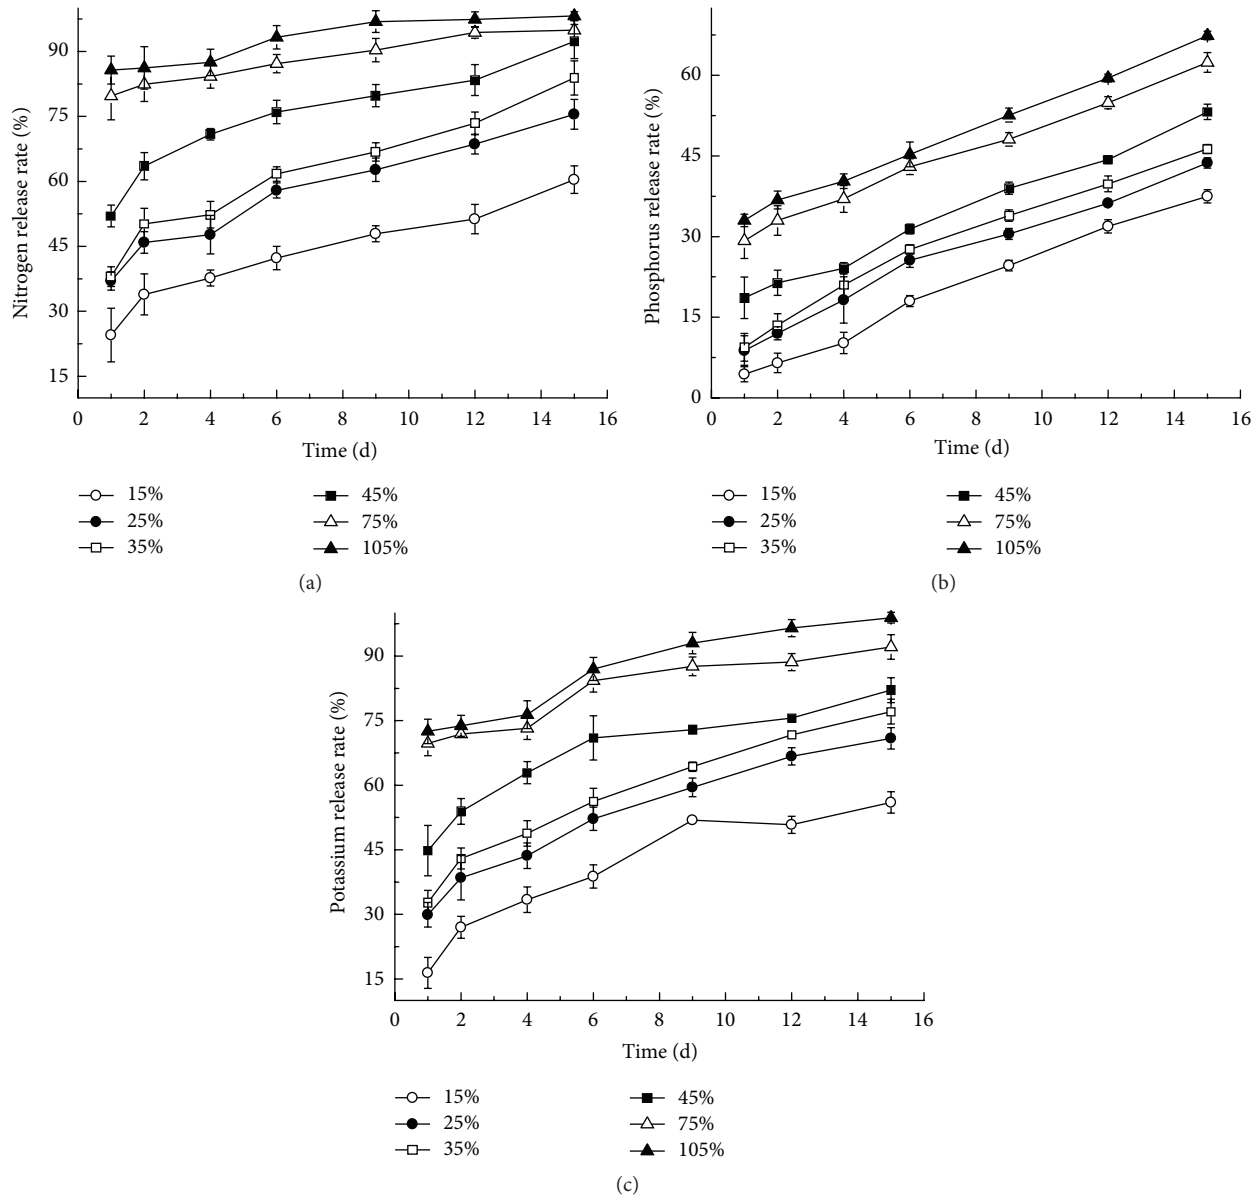 Nitrogen release rate (%)
90
75
60
45
30
15
0 2 4 6 8 10 12 14 16
Time (d)
15% 45%
25% 75%
35% 105%
(a)
Phosphorus release rate (%)
60
45
30
15
0
0 2 4 6 8 10 12 14 16
Time (d)
15% 45%
25% 75%
35% 105%
(b)
Potassium release rate (%)
90
75
60
45
30
15
0 2 4 6 8 10 12 14 16
Time (d)
15% 45%
25% 75%
35% 105%
(c)